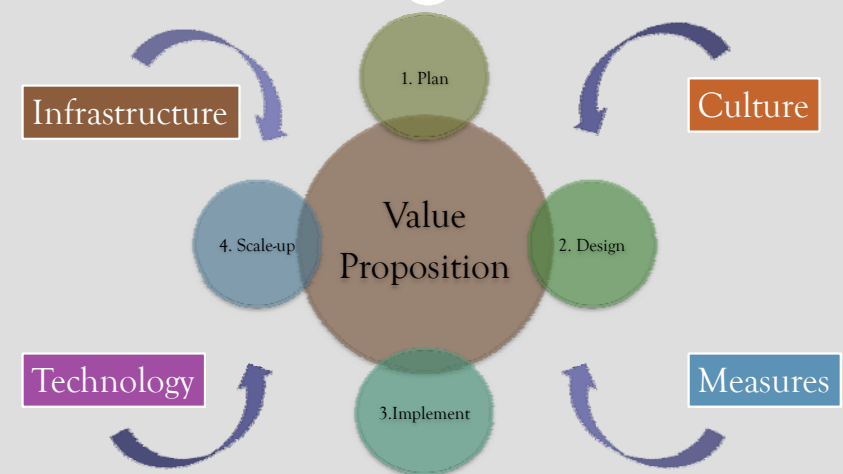 1. Plan
Infrastructure
Culture
Value
Proposition
4. Scale-up
2. Design
Technology
Measures
3.Implement